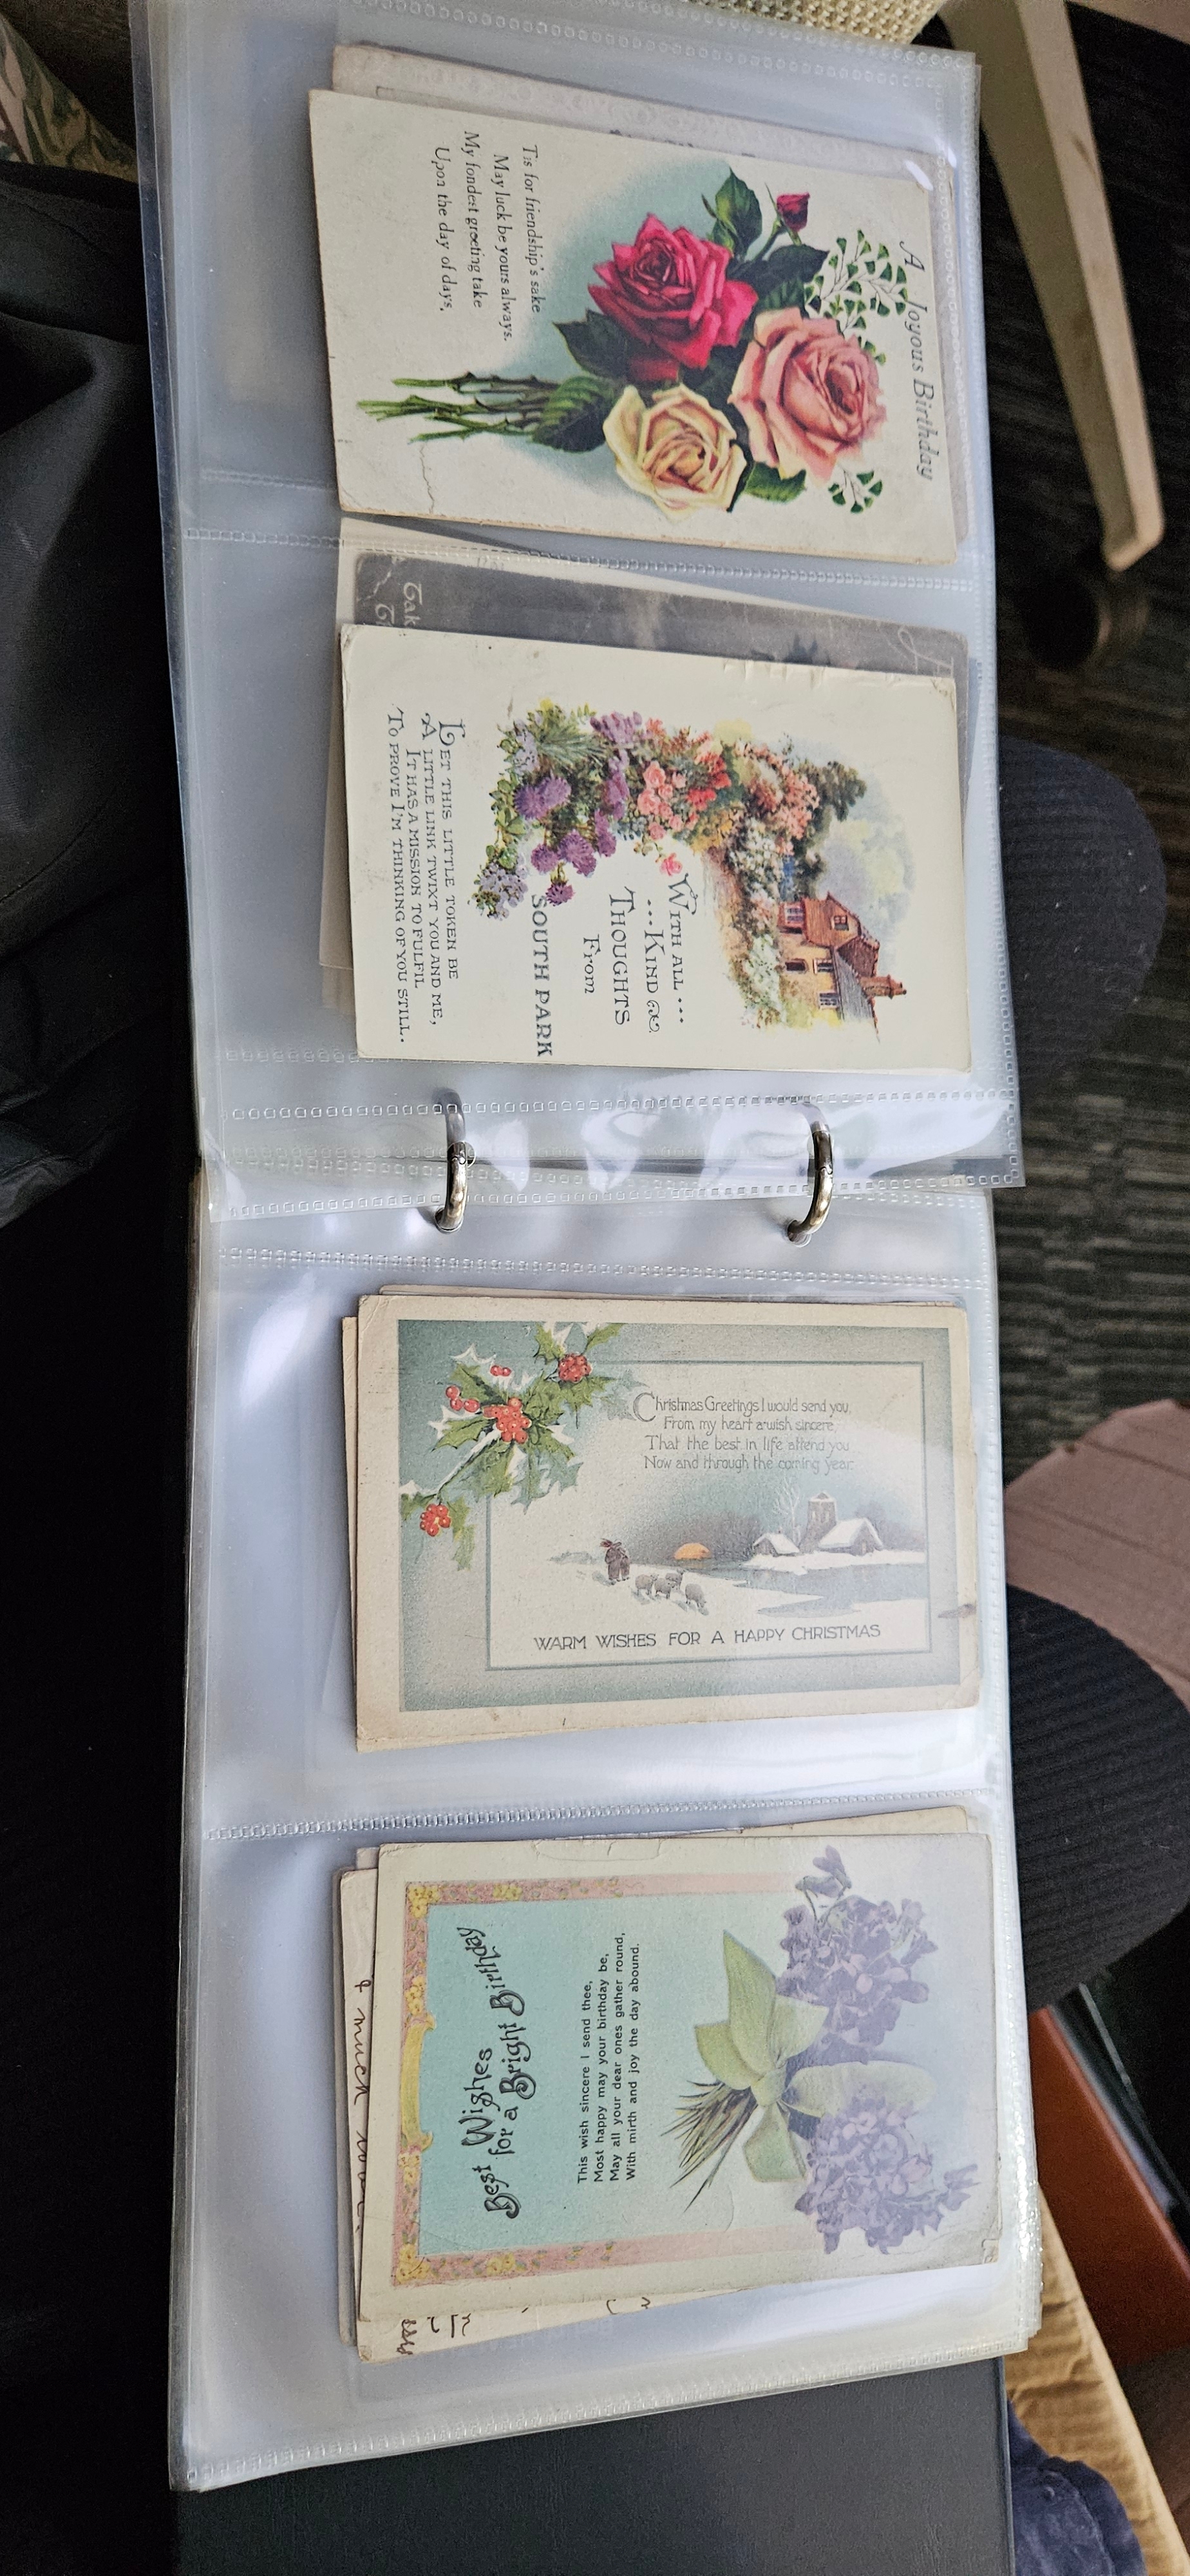 A Joyous Birthday
Tis for friendship's sake
May luck be yours always.
My fondest greeting take
Upon the day of days.
Tak
WITH ALL ...
... KIND
THOUGHTS
From
SOUTH PARK
LET THIS LITTLE TOKEN BE
A LITTLE LINK TWIXT YOU AND ME,
IT HAS A MISSION TO FULFIL
TO PROVE I'M THINKING OF YOU STILL.
Christmas Greetings I would send you,
From my heart a wish sincere,
That the best in life attend you
Now and through the coming year.
WARM WISHES FOR A HAPPY CHRISTMAS
Best Wishes
for a Bright Birthday
This wish sincere I send thee,
Most happy may your birthday be,
May all your dear ones gather round,
With mirth and joy the day abound.
& much